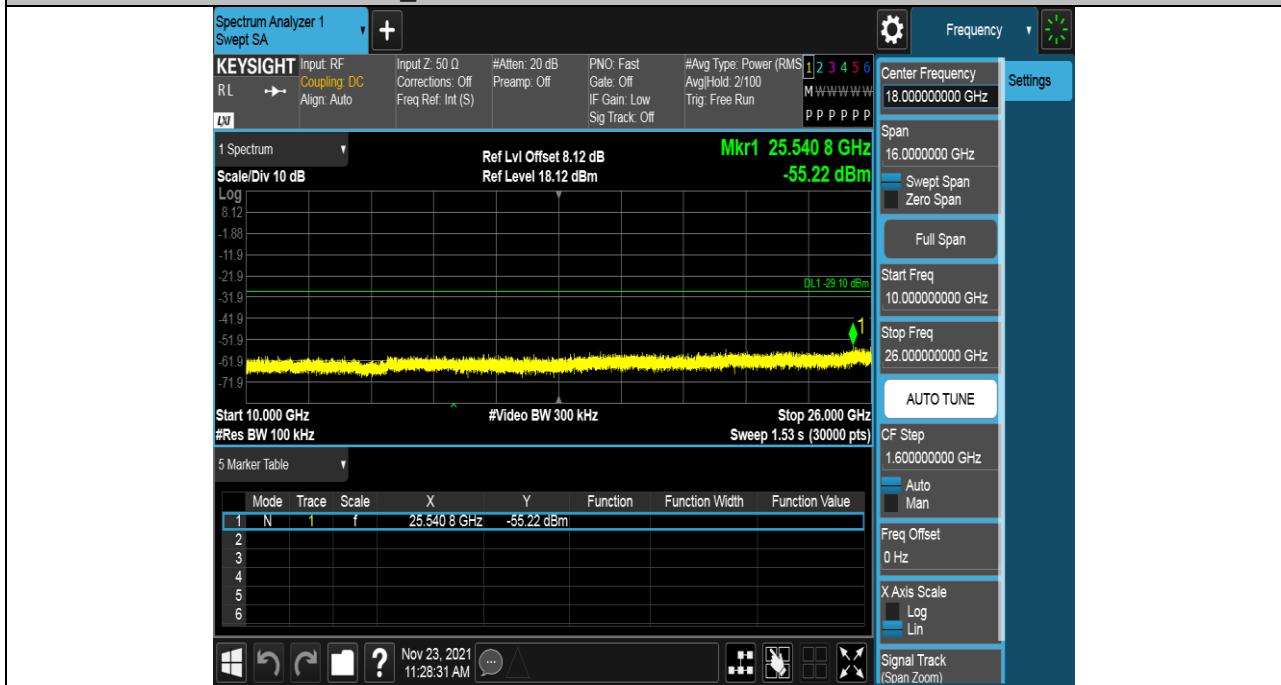 Spectrum Analyzer 1
Swept SA
Frequency
KEYSIGHT
RL
LXI
Input: RF
Coupling: DC
Align: Auto
Input Z: 50 Ω
Corrections: Off
Freq Ref: Int (S)
#Atten: 20 dB
Preamp: Off
PNO: Fast
Gate: Off
IF Gain: Low
Sig Track: Off
#Avg Type: Power (RMS
Avg|Hold: 2/100
Trig: Free Run
1 2 3 4 5 6
M W W W W W
P P P P P P
1 Spectrum
Scale/Div 10 dB
Ref Lvl Offset 8.12 dB
Ref Level 18.12 dBm
Mkr1 25.540 8 GHz
-55.22 dBm
Log
8.12
-1.88
-11.9
-21.9
-31.9
-41.9
-51.9
-61.9
-71.9
DL1 -29.10 dBm
1
Start 10.000 GHz
#Res BW 100 kHz
#Video BW 300 kHz
Stop 26.000 GHz
Sweep 1.53 s (30000 pts)
5 Marker Table
Mode Trace Scale X Y Function Function Width Function Value
1 N 1 f 25.540 8 GHz -55.22 dBm
2
3
4
5
6
Nov 23, 2021
11:28:31 AM
Center Frequency
18.000000000 GHz
Settings
Span
16.0000000 GHz
Swept Span
Zero Span
Full Span
Start Freq
10.000000000 GHz
Stop Freq
26.000000000 GHz
AUTO TUNE
CF Step
1.600000000 GHz
Auto
Man
Freq Offset
0 Hz
X Axis Scale
Log
Lin
Signal Track
(Span Zoom)